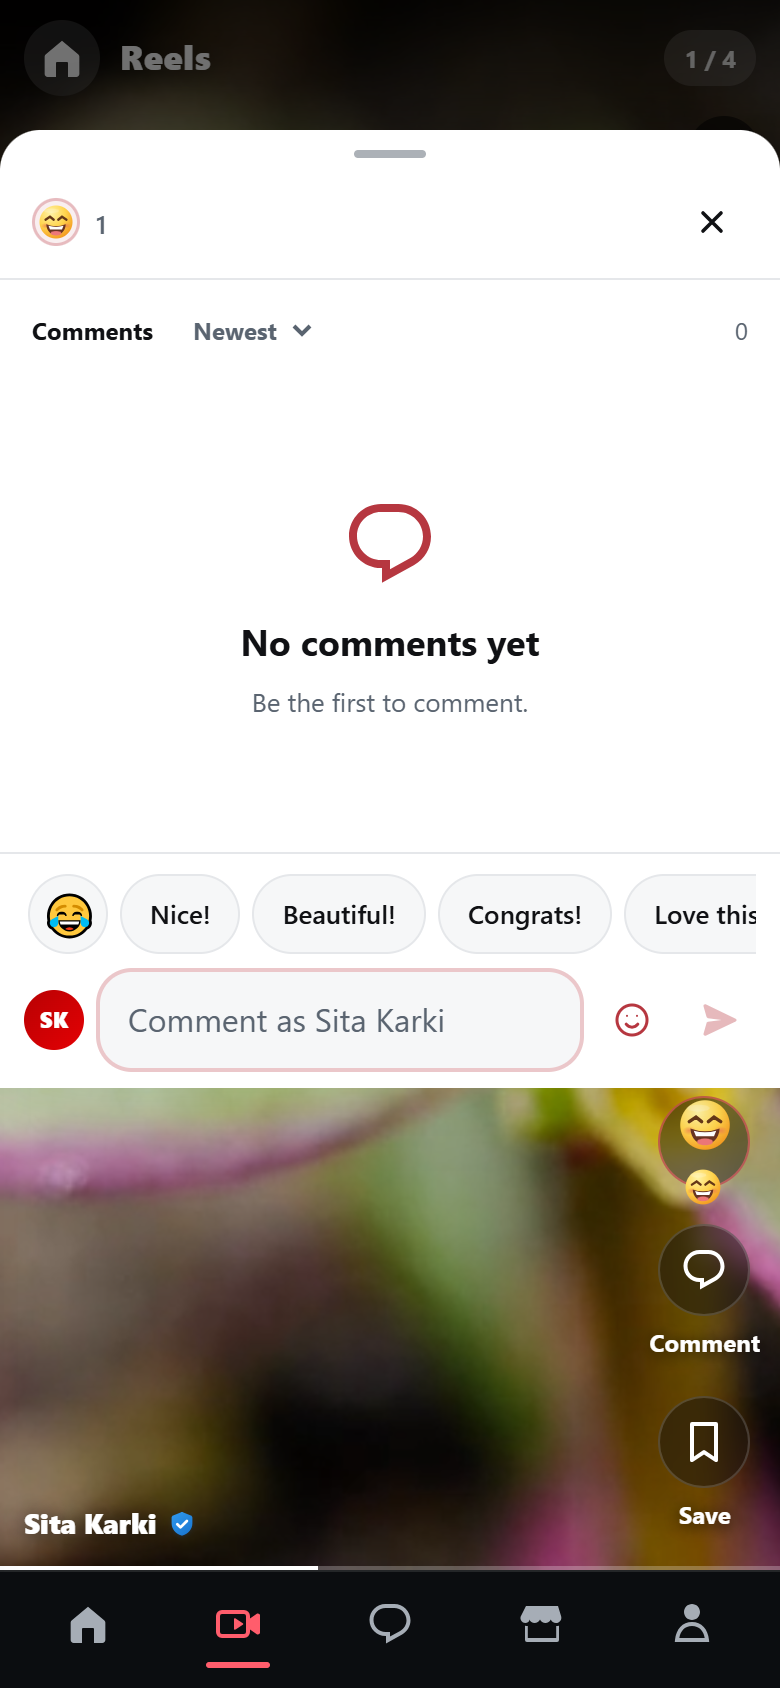 Reels
1 / 4
1
Comments
Newest
0
No comments yet
Be the first to comment.
Nice!
Beautiful!
Congrats!
Love this
SK
Comment as Sita Karki
Comment
Save
Sita Karki